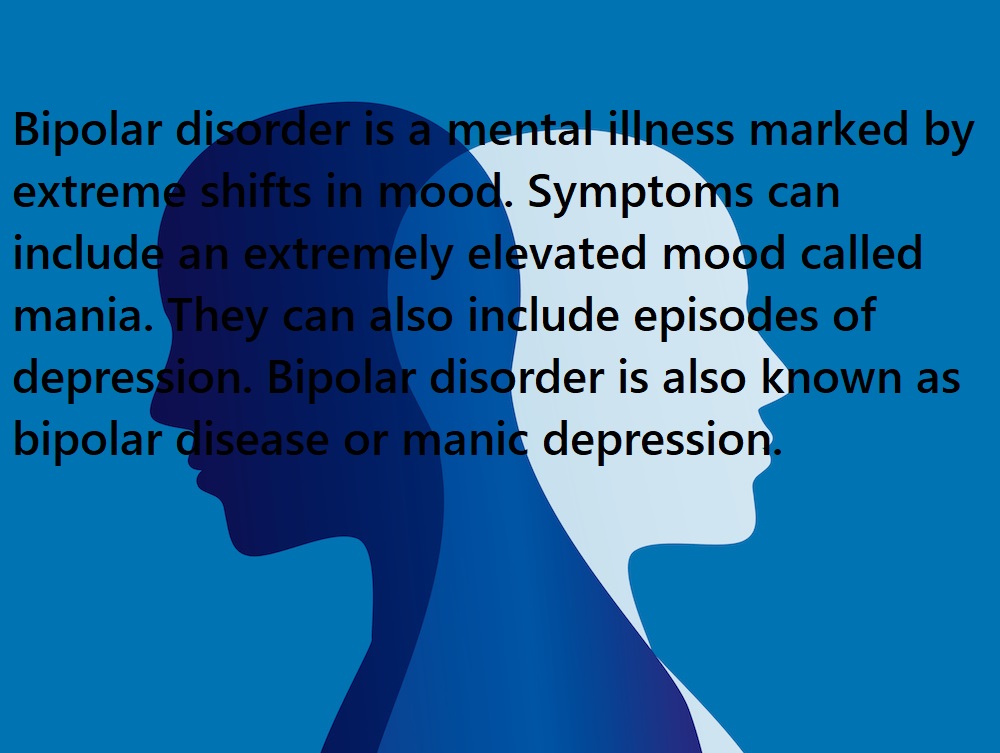 Bipolar disorder is a mental illness marked by
extreme shifts in mood. Symptoms can
include an extremely elevated mood called
mania. They can also include episodes of
depression. Bipolar disorder is also known as
bipolar disease or manic depression.